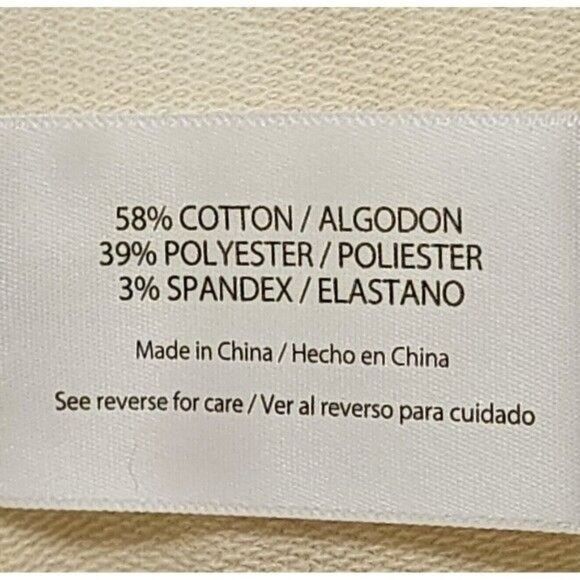 58% COTTON / ALGODON
39% POLYESTER / POLIESTER
3% SPANDEX / ELASTANO
Made in China / Hecho en China
See reverse for care / Ver al reverso para cuidado